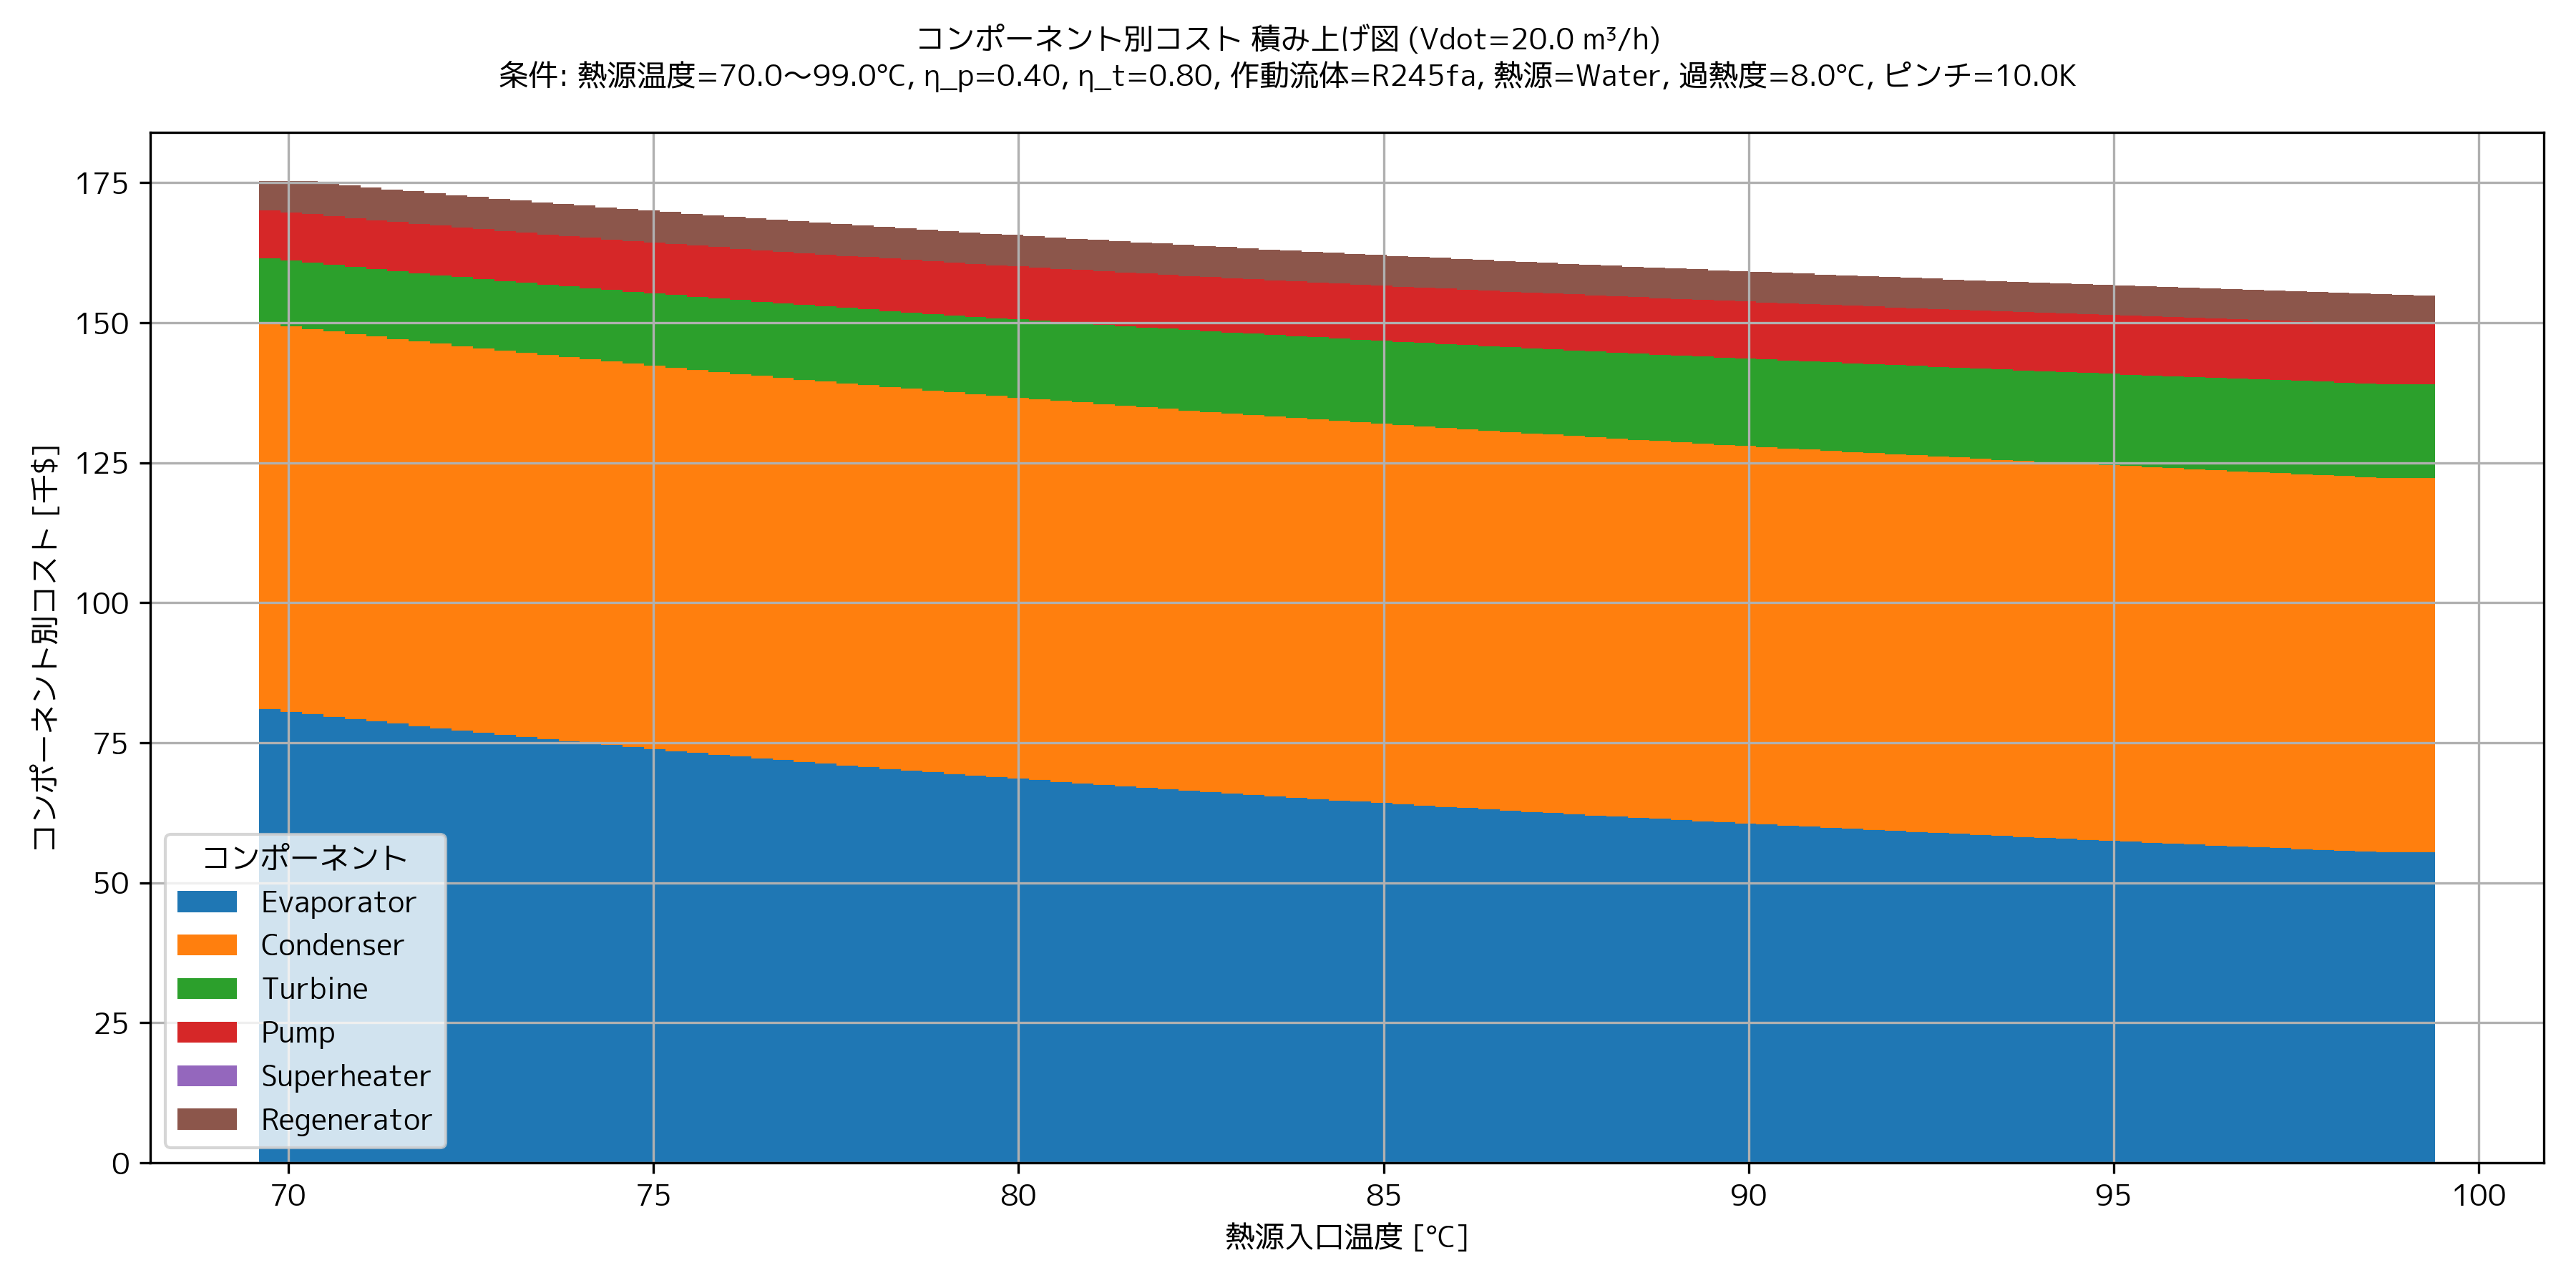 コンポーネント別コスト 積み上げ図 (Vdot=20.0 m³/h)
条件: 熱源温度=70.0～99.0℃, η_p=0.40, η_t=0.80, 作動流体=R245fa, 熱源=Water, 過熱度=8.0℃, ピンチ=10.0K
コンポーネント別コスト [千$]
175
150
125
100
75
50
25
0
コンポーネント
Evaporator
Condenser
Turbine
Pump
Superheater
Regenerator
70
75
80
85
90
95
100
熱源入口温度 [℃]